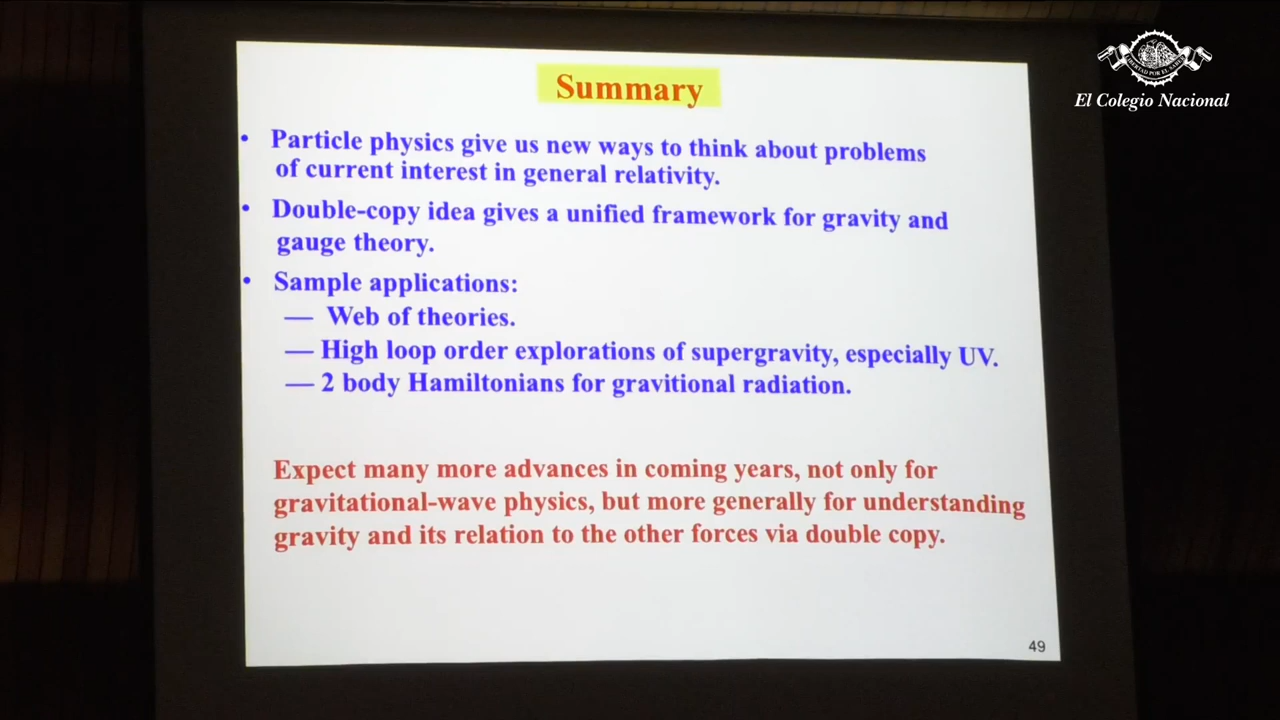 Summary
• Particle physics give us new ways to think about problems
of current interest in general relativity.
• Double-copy idea gives a unified framework for gravity and
gauge theory.
• Sample applications:
— Web of theories.
— High loop order explorations of supergravity, especially UV.
— 2 body Hamiltonians for gravitional radiation.
Expect many more advances in coming years, not only for
gravitational-wave physics, but more generally for understanding
gravity and its relation to the other forces via double copy.
49
LIBERTAD POR EL SABER
El Colegio Nacional